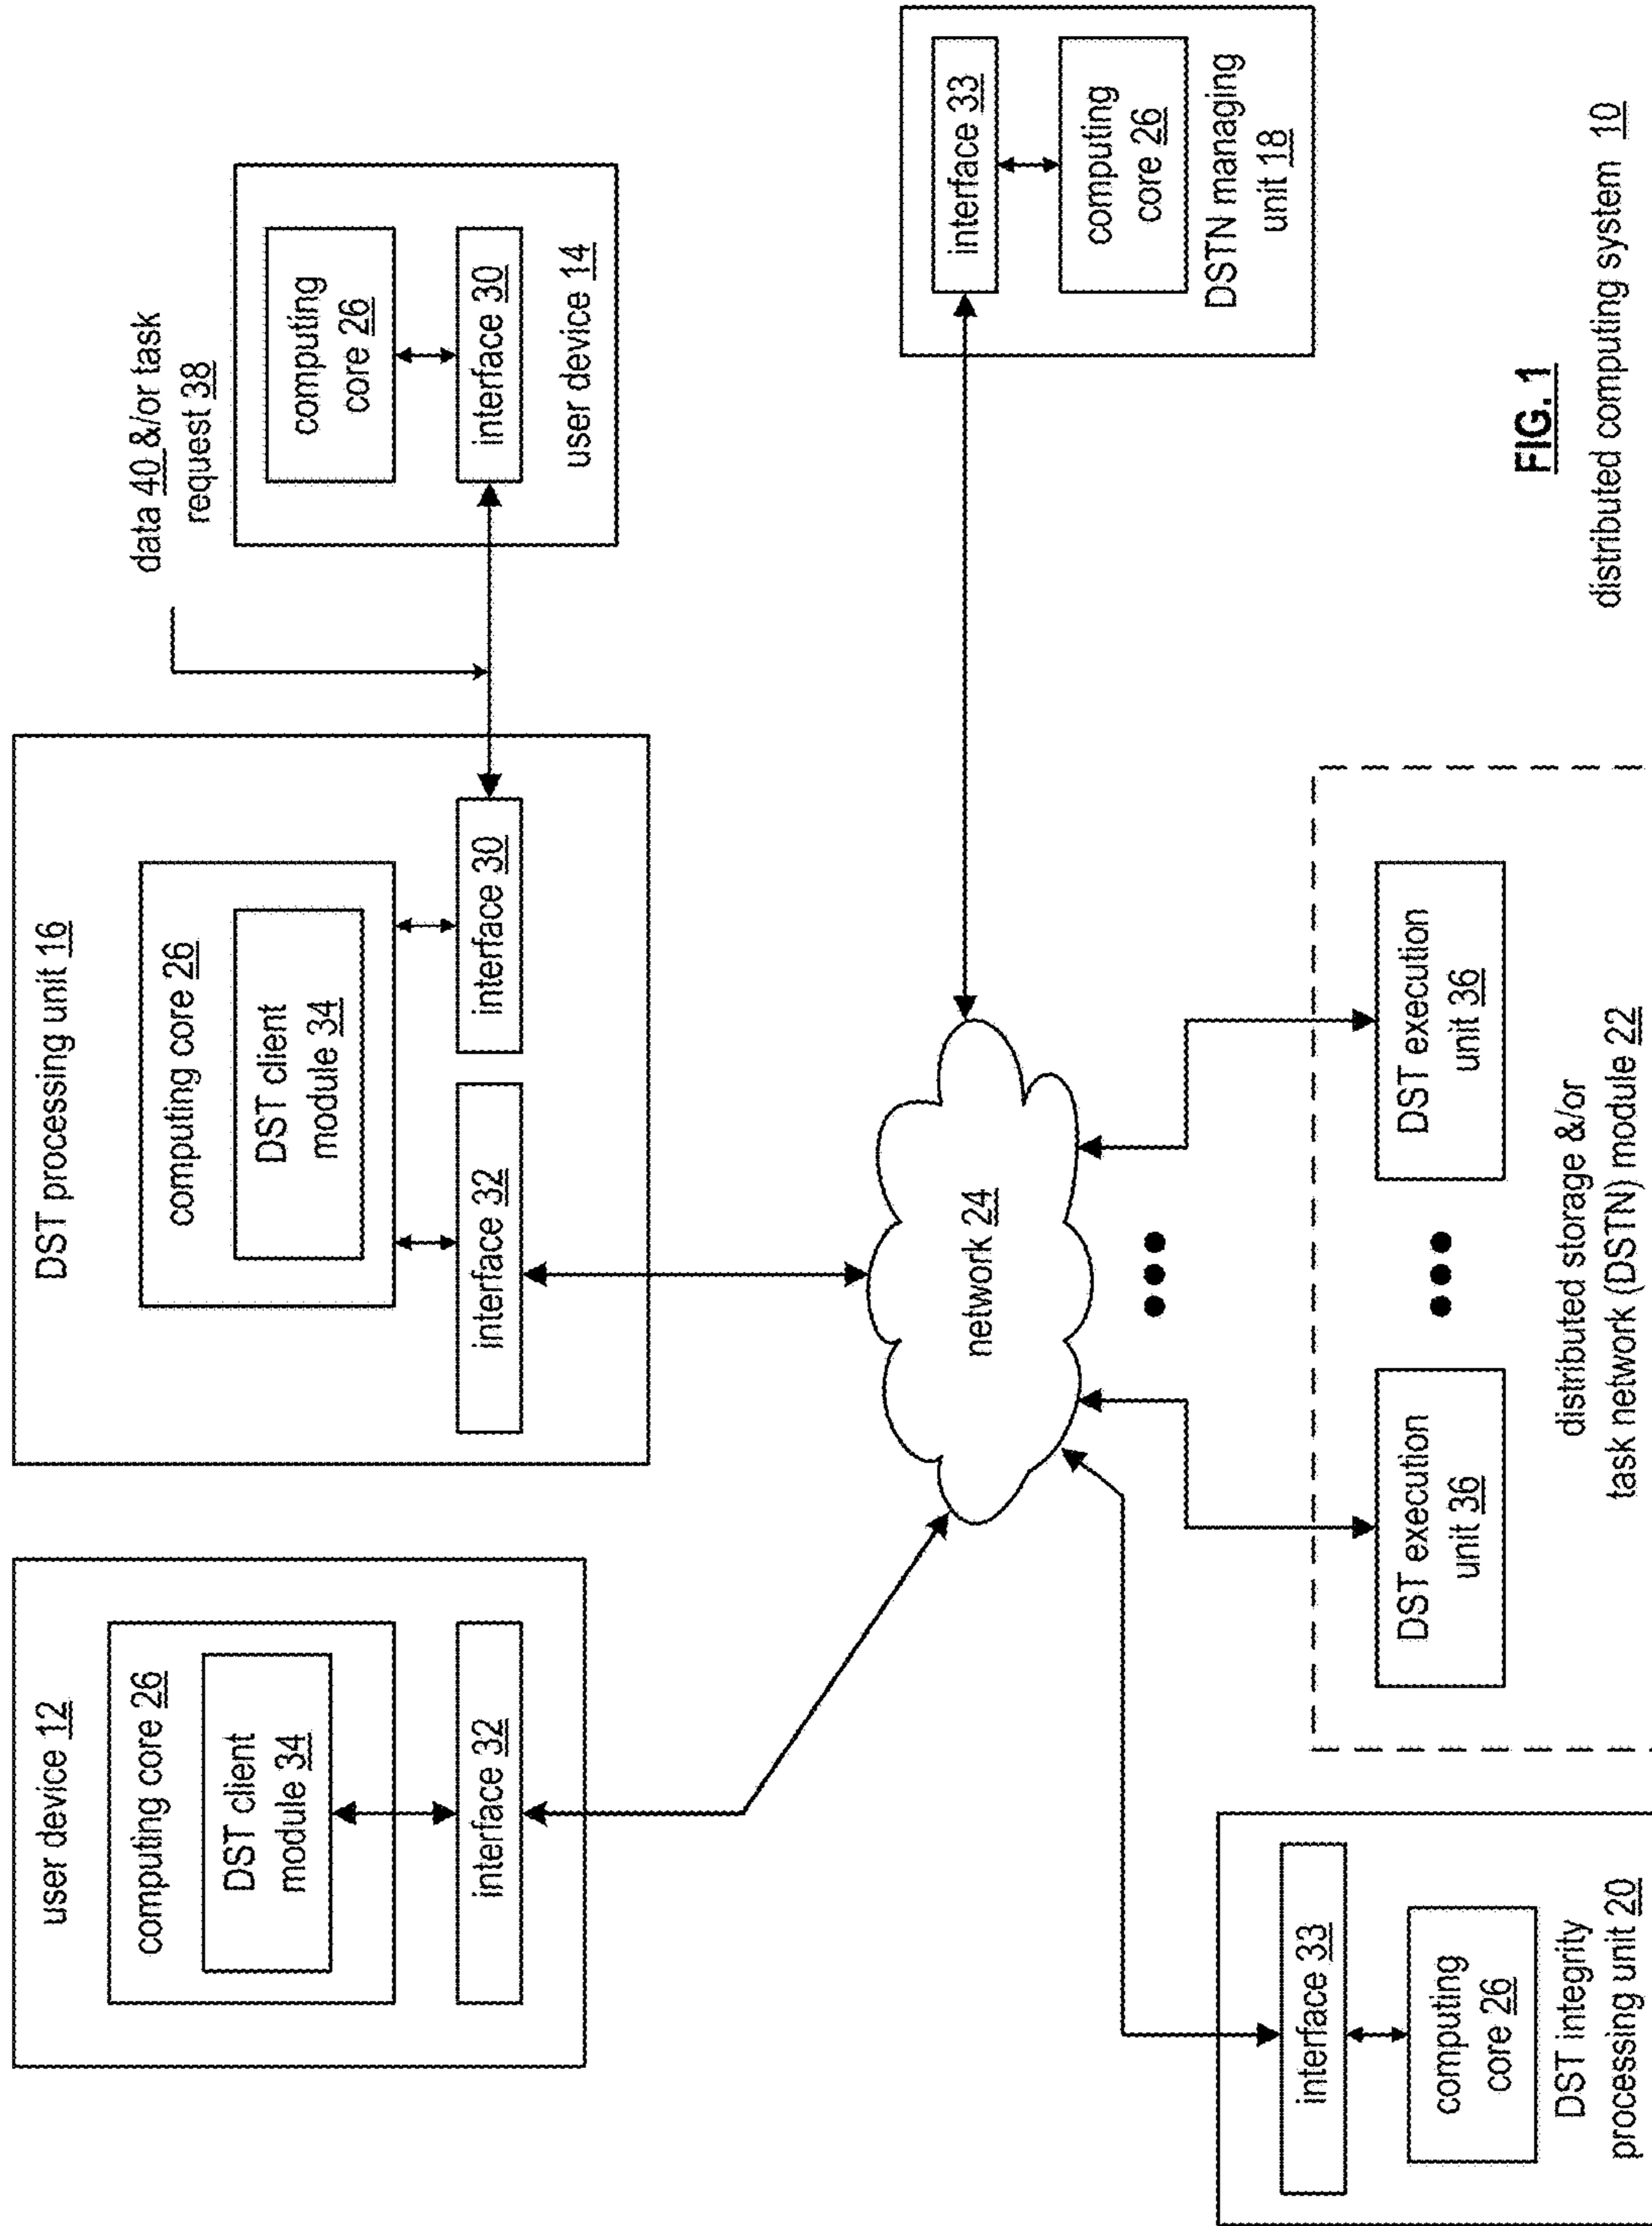 user device 12
computing core 26
DST client
module 34
interface 32
DST processing unit 16
computing core 26
DST client
module 34
interface 32
interface 30
data 40 &/or task
request 38
computing
core 26
interface 30
user device 14
network 24
interface 33
computing
core 26
DSTN managing
unit 18
interface 33
computing
core 26
DST integrity
processing unit 20
DST execution
unit 36
DST execution
unit 36
distributed storage &/or
task network (DSTN) module 22
FIG. 1
distributed computing system 10